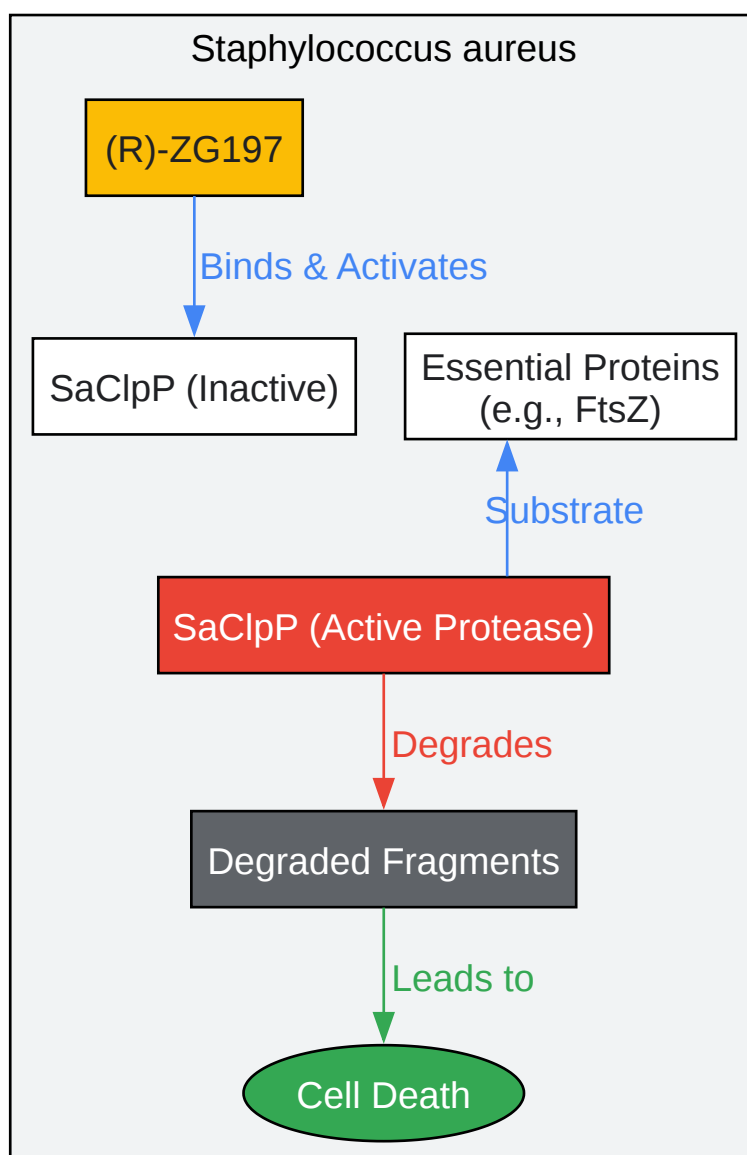 Staphylococcus aureus
(R)-ZG197
Binds & Activates
SaClpP (Inactive)
Essential Proteins
(e.g., FtsZ)
Substrate
SaClpP (Active Protease)
Degrades
Degraded Fragments
Leads to
Cell Death